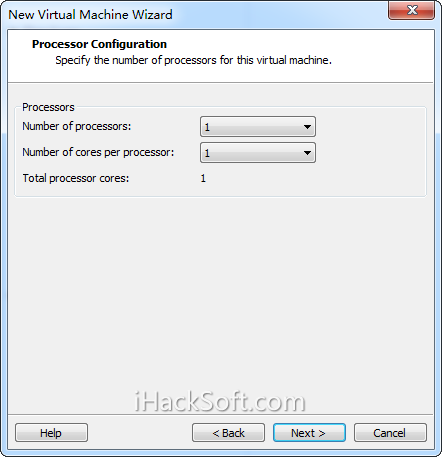 New Virtual Machine Wizard
Processor Configuration
Specify the number of processors for this virtual machine.
Processors
Number of processors: 1
Number of cores per processor: 1
Total processor cores: 1
iHackSoft.com
Help < Back Next > Cancel